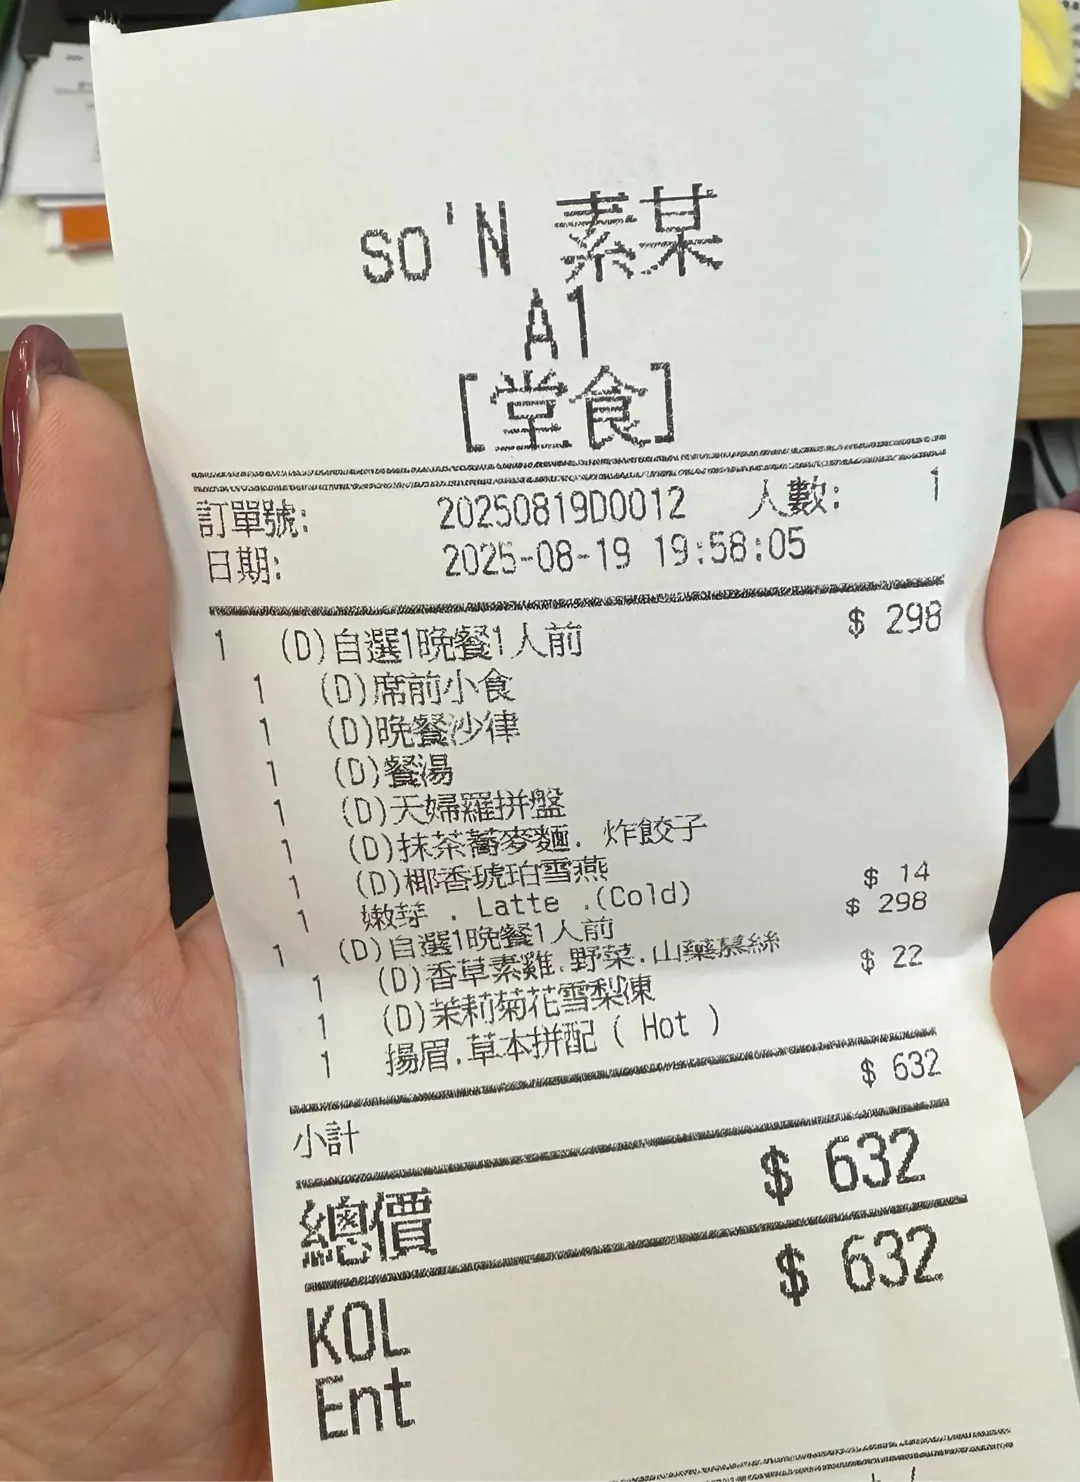 so'N 素某
A1
[堂食]
訂單號: 20250819D0012 人數: 1
日期: 2025-08-19 19:58:05
1 (D)自選1晚餐1人前 $ 298
1 (D)席前小食
1 (D)晚餐沙律
1 (D)餐湯
1 (D)天婦羅拼盤
1 (D)抹茶蕎麥麵. 炸餃子
1 (D)椰香琥珀雪燕
1 嫩芽 . Latte .(Cold) $ 14
1 (D)自選1晚餐1人前 $ 298
1 (D)香草素雞.野菜.山藥慕絲
1 (D)茉莉菊花雪梨凍
1 揚眉.草本拼配 ( Hot ) $ 22
小計 $ 632
總價 $ 632
KOL $ 632
Ent